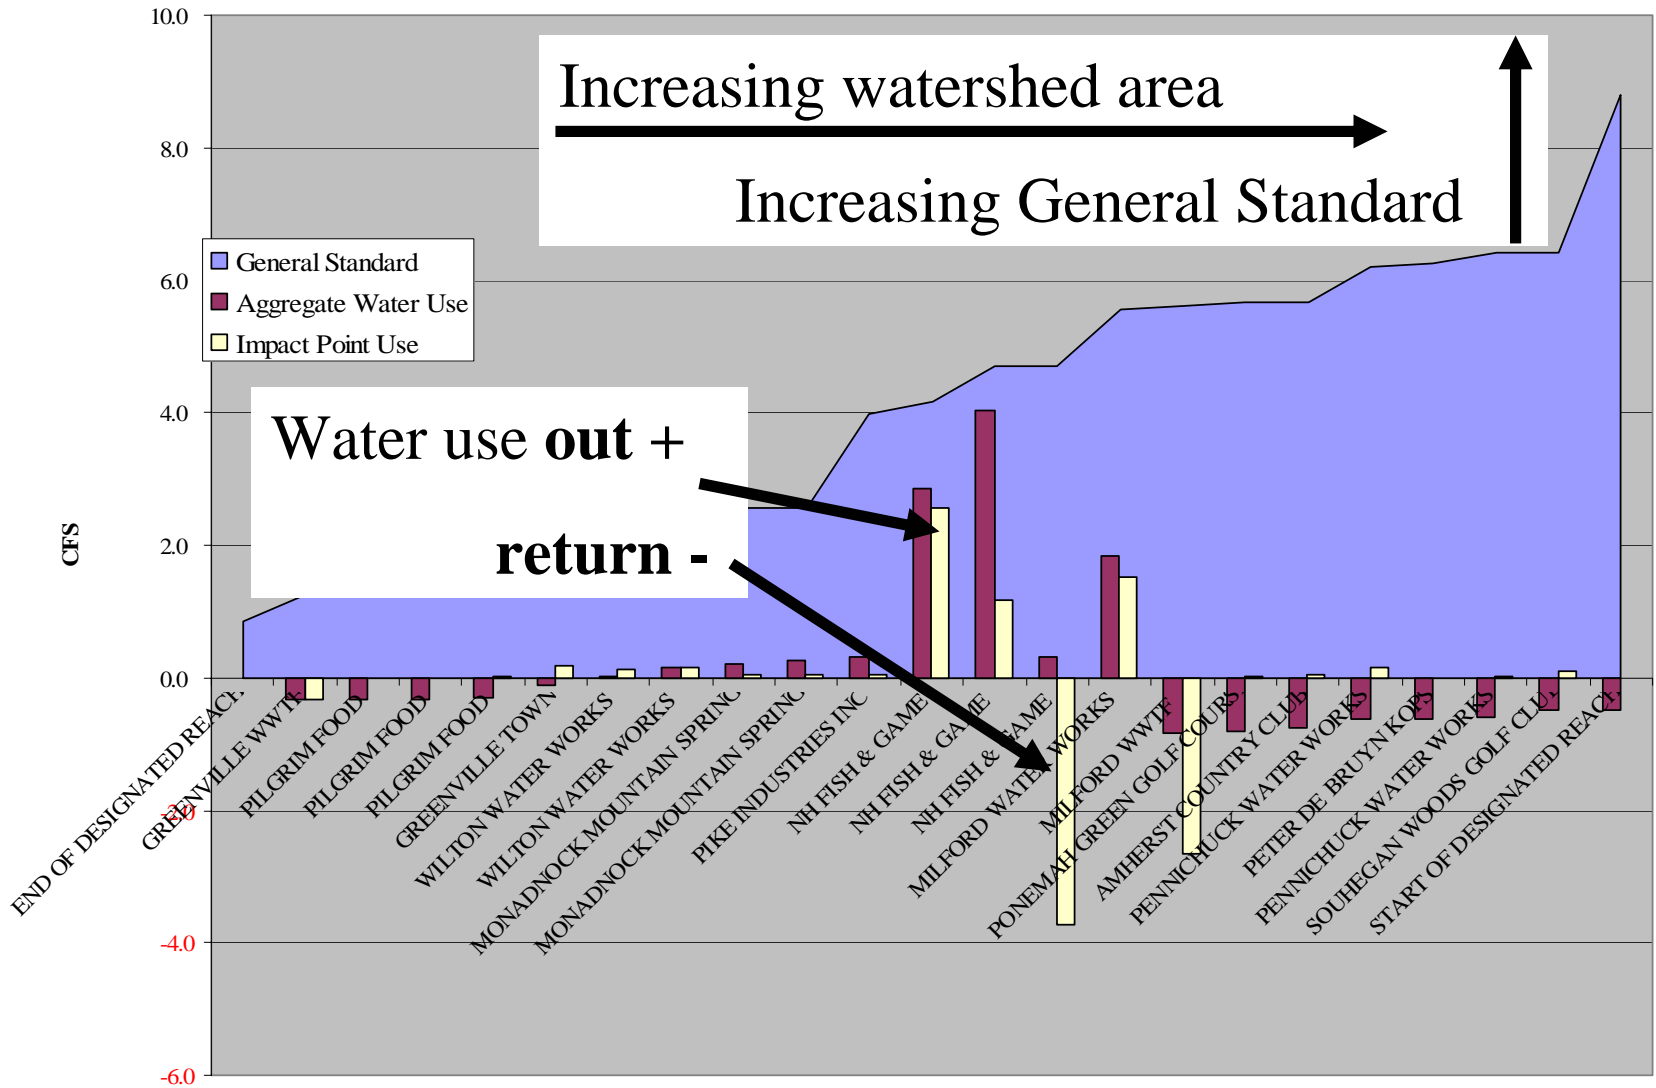 10.0
8.0
6.0
4.0
2.0
0.0
-2.0
-4.0
-6.0
CFS
Increasing watershed area
Increasing General Standard
General Standard
Aggregate Water Use
Impact Point Use
Water use out +
return -
END OF DESIGNATED REACH
GREENVILLE WWTF
PILGRIM FOOD
PILGRIM FOOD
PILGRIM FOOD
GREENVILLE TOWN
WILTON WATER WORKS
WILTON WATER WORKS
MONADNOCK MOUNTAIN SPRING
MONADNOCK MOUNTAIN SPRING
PIKE INDUSTRIES INC
NH FISH & GAME
NH FISH & GAME
NH FISH & GAME
MILFORD WATER WORKS
MILFORD WWTF
PONEMAH GREEN GOLF COURS
AMHERST COUNTRY CLUB
PENNICHUCK WATER WORKS
PETER DE BRUYN KOPS
PENNICHUCK WATER WORKS
SOUHEGAN WOODS GOLF CLU
START OF DESIGNATED REACH